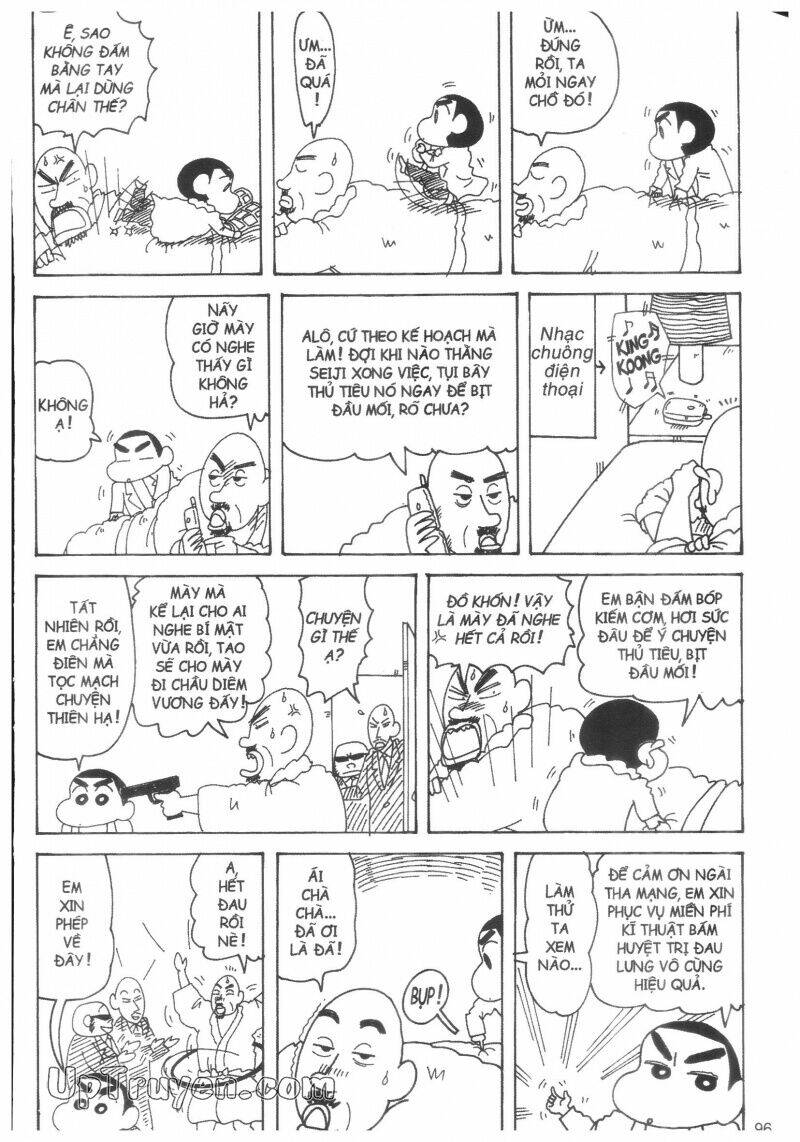 ỪM...
ĐÚNG
RỒI, TA
MỎI NGAY
CHỖ ĐÓ!
ƯM...
ĐÃ
QUÁ
!
Ê, SAO
KHÔNG ĐẤM
BẰNG TAY
MÀ LẠI DÙNG
CHÂN THẾ?
KING
KOONG
Nhạc
chuông
điện
thoại
ALÔ, CỨ THEO KẾ HOẠCH MÀ
LÀM! ĐỢI KHI NÀO THẰNG
SEIJI XONG VIỆC, TỤI BÂY
THỦ TIÊU NÓ NGAY ĐỂ BỊT
ĐẦU MỐI, RÕ CHƯA?
NÃY
GIỜ MÀY
CÓ NGHE
THẤY GÌ
KHÔNG
HẢ?
KHÔNG
Ạ!
EM BẬN ĐẤM BÓP
KIẾM CƠM, HƠI SỨC
ĐÂU ĐỂ Ý CHUYỆN
THỦ TIÊU, BỊT
ĐẦU MỐI!
ĐỒ KHỐN! VẬY
LÀ MÀY ĐÃ NGHE
HẾT CẢ RỒI!
CHUYỆN
GÌ THẾ
Ạ?
MÀY MÀ
KỂ LẠI CHO AI
NGHE BÍ MẬT
VỪA RỒI, TAO
SẼ CHO MÀY
ĐI CHẦU DIÊM
VƯƠNG ĐẤY!
TẤT
NHIÊN RỒI,
EM CHẲNG
ĐIÊN MÀ
TỌC MẠCH
CHUYỆN
THIÊN HẠ!
ĐỂ CẢM ƠN NGÀI
THA MẠNG, EM XIN
PHỤC VỤ MIỄN PHÍ
KĨ THUẬT BẤM
HUYỆT TRỊ ĐAU
LƯNG VÔ CÙNG
HIỆU QUẢ.
LÀM
THỬ
TA
XEM
NÀO...
BỤP!
ÁI
CHÀ
CHÀ...
ĐÃ ƠI
LÀ ĐÃ!
A,
HẾT
ĐAU
RỒI
NÈ!
EM
XIN
PHÉP
VỀ
ĐÂY!
UpTruyen.com
96